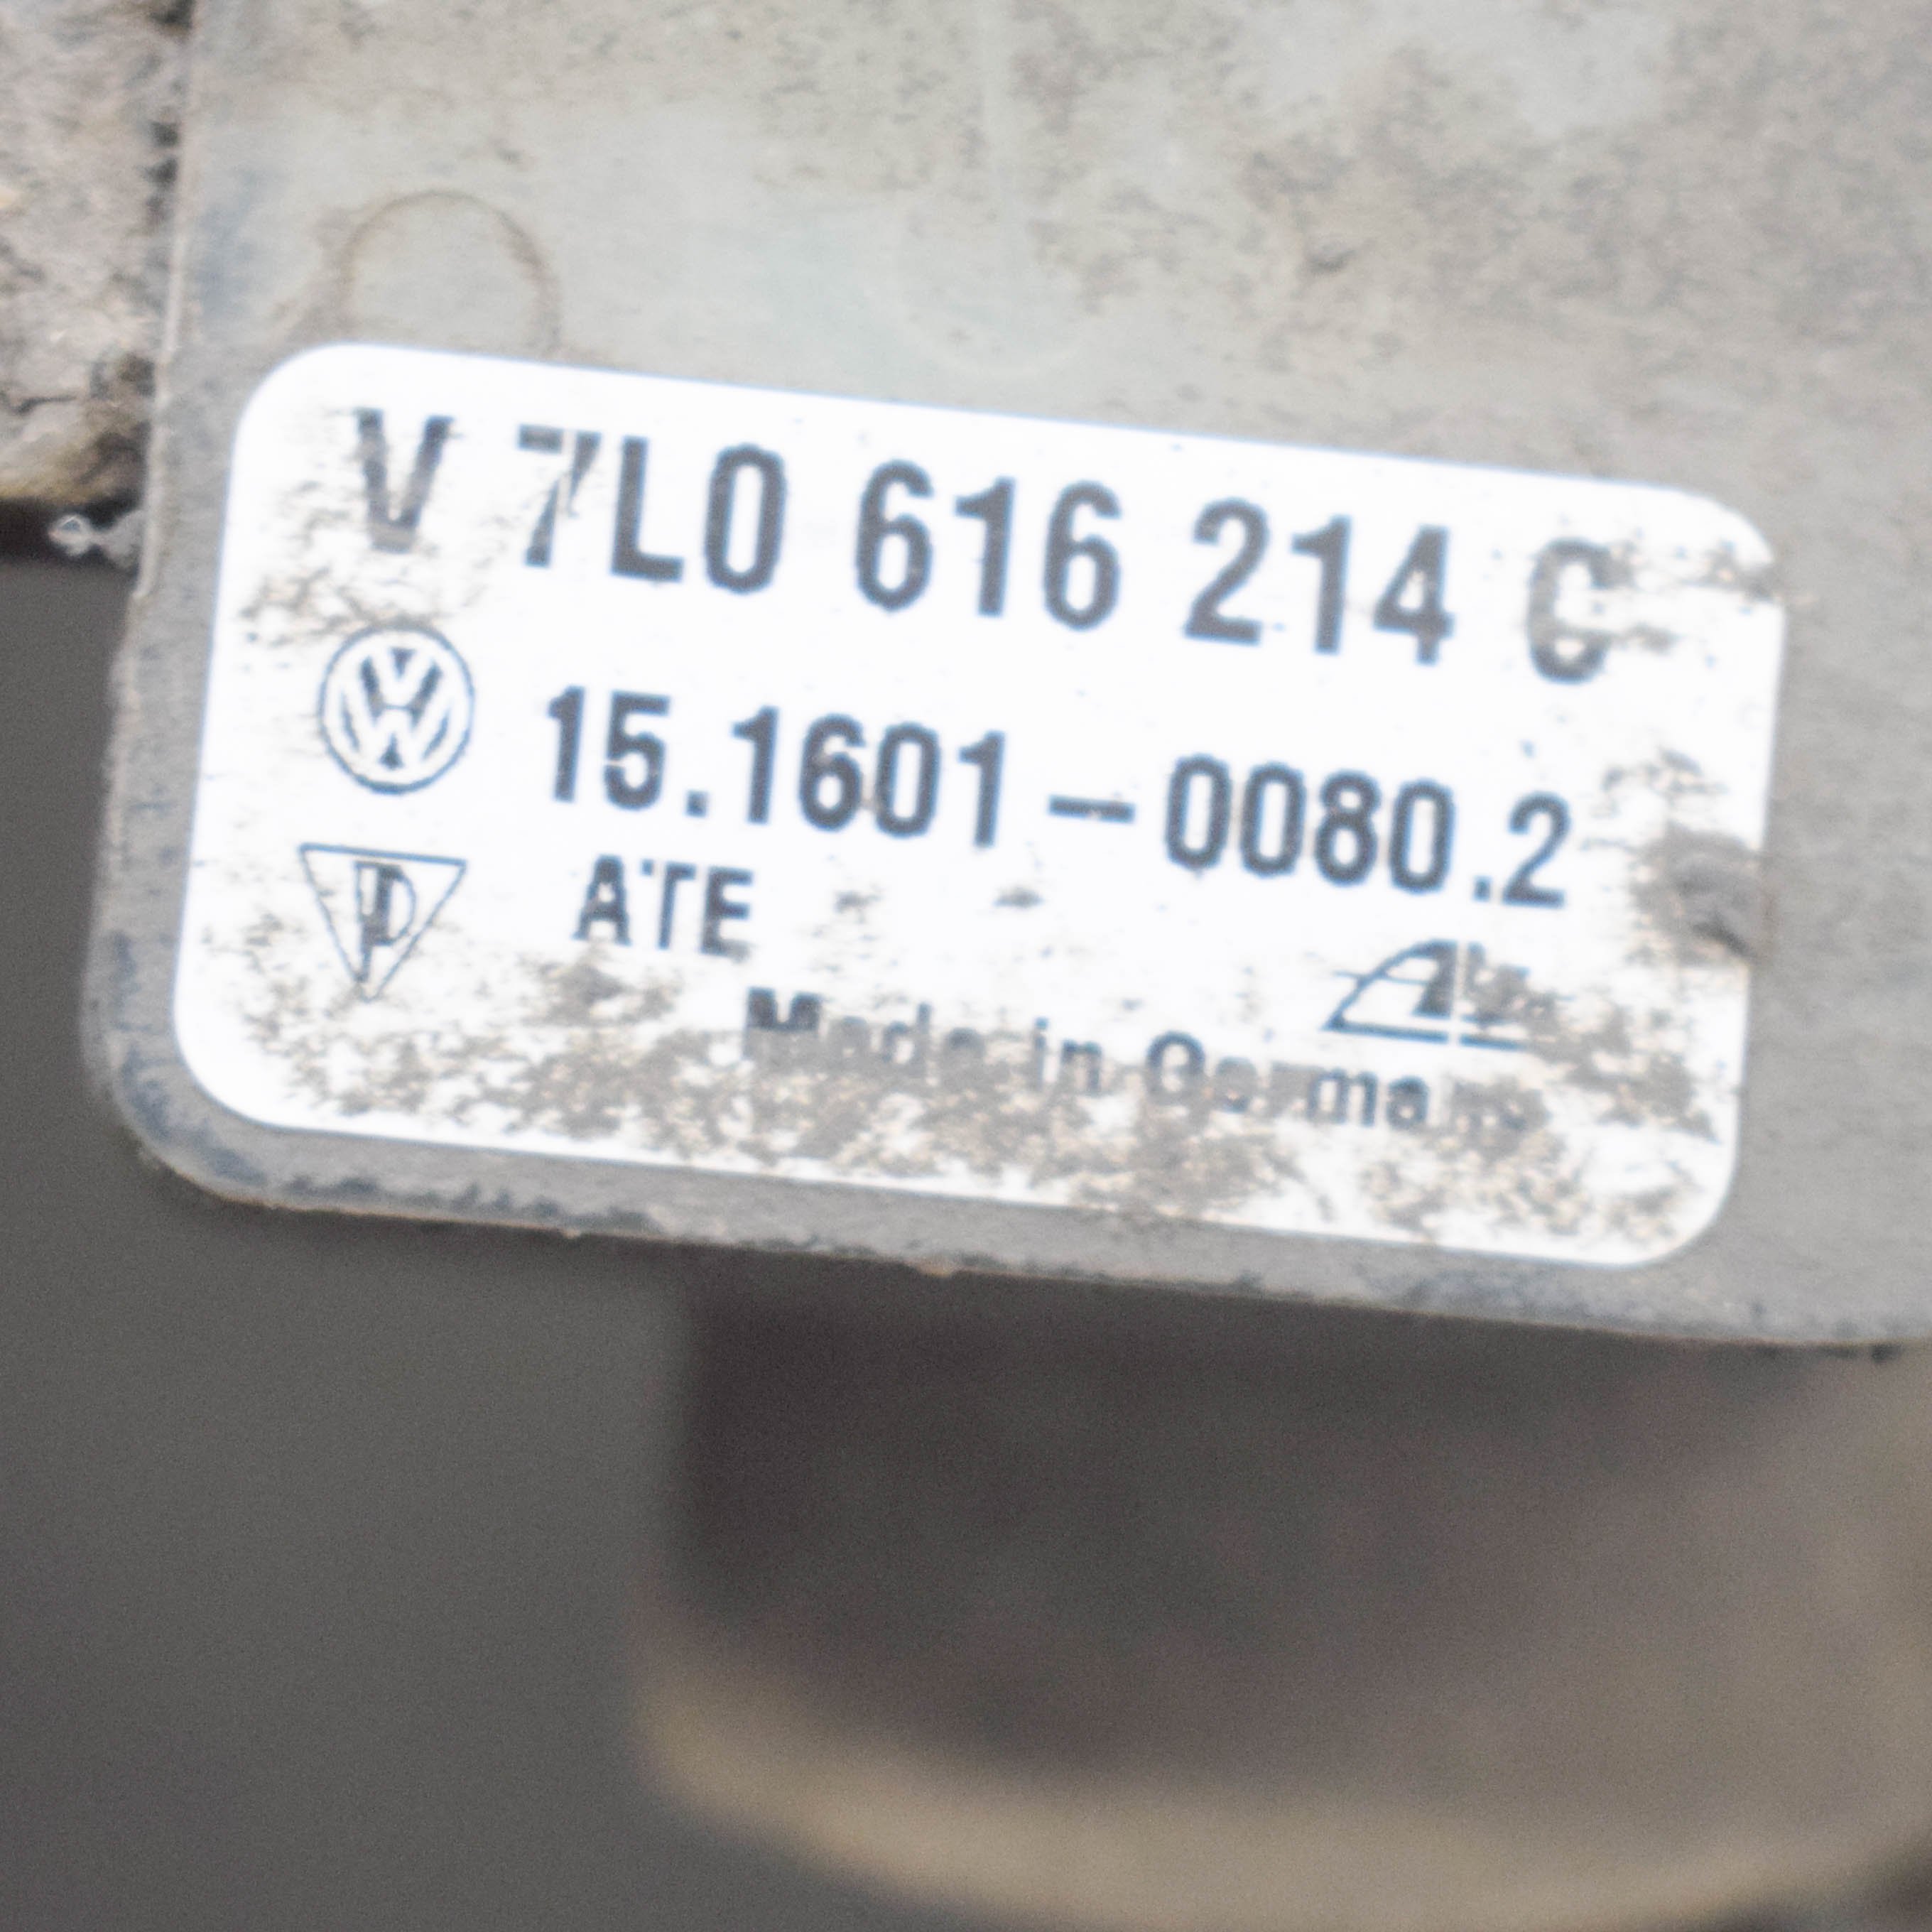 V 7L0 616 214 C
15.1601-0080.2
ATE
Made in Germany